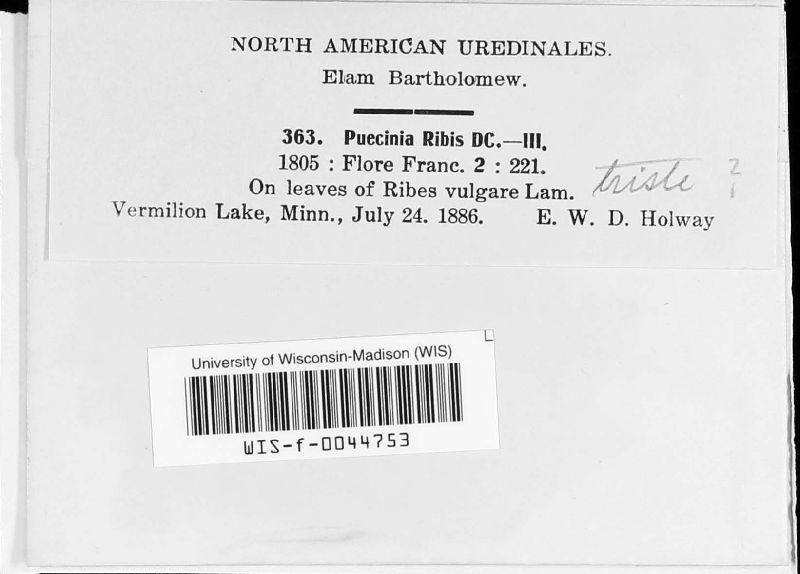 NORTH AMERICAN UREDINALES.
Elam Bartholomew.
363. Puecinia Ribis DC.—III.
1805 : Flore Franc. 2 : 221.
On leaves of Ribes vulgare Lam. triste ?
Vermilion Lake, Minn., July 24. 1886. E. W. D. Holway
University of Wisconsin-Madison (WIS)
WIS-f-0044753